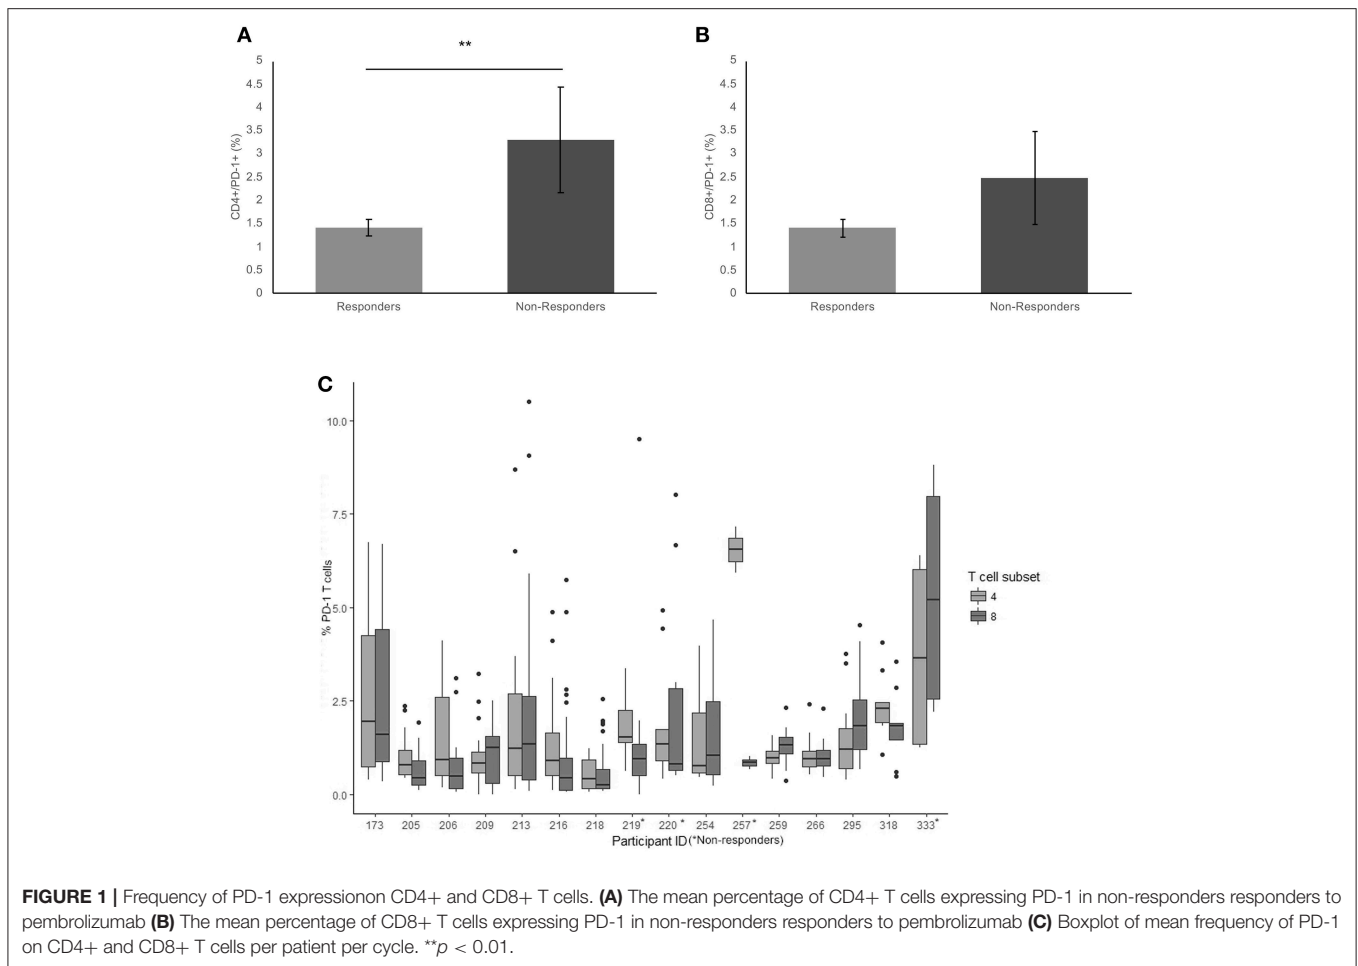 A
**
5
4.5
4
3.5
3
2.5
2
1.5
1
0.5
0
CD4+/PD-1+ (%)
Responders
Non-Responders
B
5
4.5
4
3.5
3
2.5
2
1.5
1
0.5
0
CD8+/PD-1+ (%)
Responders
Non-Responders
C
10.0
7.5
5.0
2.5
0.0
% PD-1 T cells
173 205 206 209 213 216 218 219* 220* 254 257* 259 266 295 318 333*
Participant ID(*Non-responders)
T cell subset
4
8
FIGURE 1 | Frequency of PD-1 expressionon CD4+ and CD8+ T cells. (A) The mean percentage of CD4+ T cells expressing PD-1 in non-responders responders to
pembrolizumab (B) The mean percentage of CD8+ T cells expressing PD-1 in non-responders responders to pembrolizumab (C) Boxplot of mean frequency of PD-1
on CD4+ and CD8+ T cells per patient per cycle. **p < 0.01.